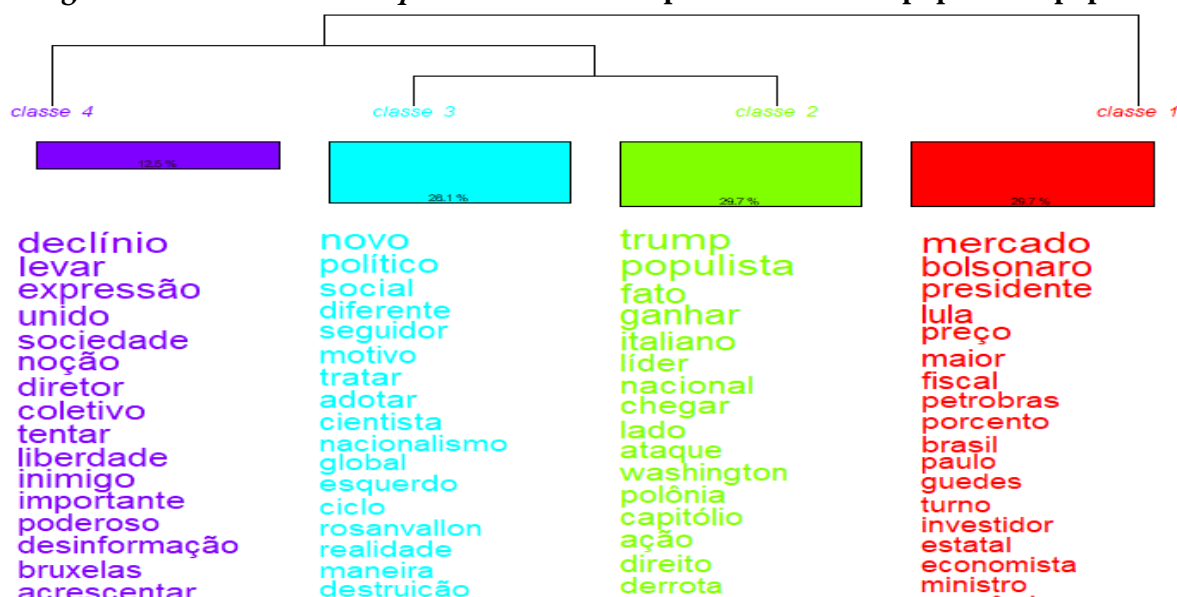 classe 4
classe 3
classe 2
classe 1
12.5 %
28.1 %
29.7 %
29.7 %
declínio
levar
expressão
unido
sociedade
noção
diretor
coletivo
tentar
liberdade
inimigo
importante
poderoso
desinformação
bruxelas
acrescentar
novo
político
social
diferente
seguidor
motivo
tratar
adotar
cientista
nacionalismo
global
esquerdo
ciclo
rosanvallon
realidade
maneira
destruição
trump
populista
fato
ganhar
italiano
líder
nacional
chegar
lado
ataque
washington
polônia
capitólio
ação
direito
derrota
mercado
bolsonaro
presidente
lula
preço
maior
fiscal
petrobras
porcento
brasil
paulo
guedes
turno
investidor
estatal
economista
ministro